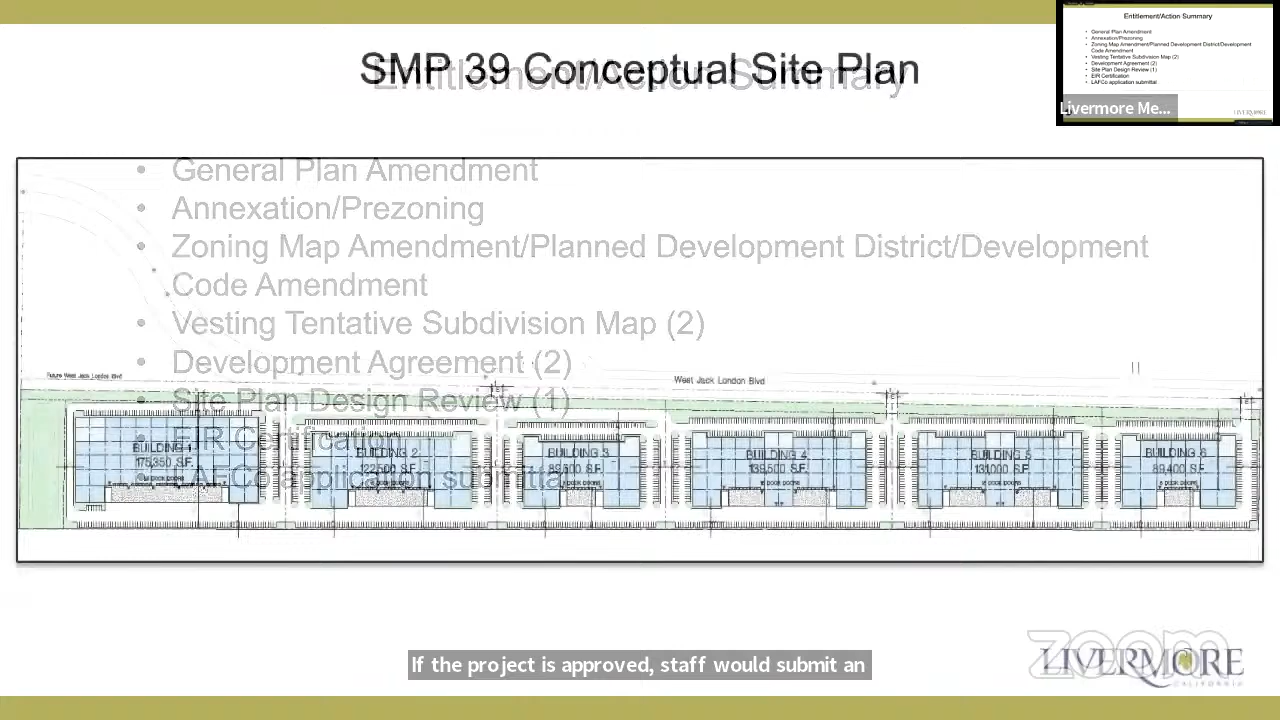 SMP 39 Conceptual Site Plan
Entitlement/Action Summary
• General Plan Amendment
• Annexation/Prezoning
• Zoning Map Amendment/Planned Development District/Development
Code Amendment
• Vesting Tentative Subdivision Map (2)
• Development Agreement (2)
• Site Plan Design Review (1)
• EIR Certification
• LAFCo application submittal
Future West Jack London Blvd
West Jack London Blvd
BUILDING 1
175,350 S.F.
BUILDING 2
122,500 S.F.
BUILDING 3
BUILDING 4
BUILDING 5
131,000 S.F.
BUILDING 6
89,400 S.F.
Entitlement/Action Summary
• General Plan Amendment
• Annexation/Prezoning
• Zoning Map Amendment/Planned Development District/Development
Code Amendment
• Vesting Tentative Subdivision Map (2)
• Development Agreement (2)
• Site Plan Design Review (1)
• EIR Certification
• LAFCo application submittal
LIVERMORE
Livermore Me...
If the project is approved, staff would submit an
zoom
LIVERMORE
CALIFORNIA